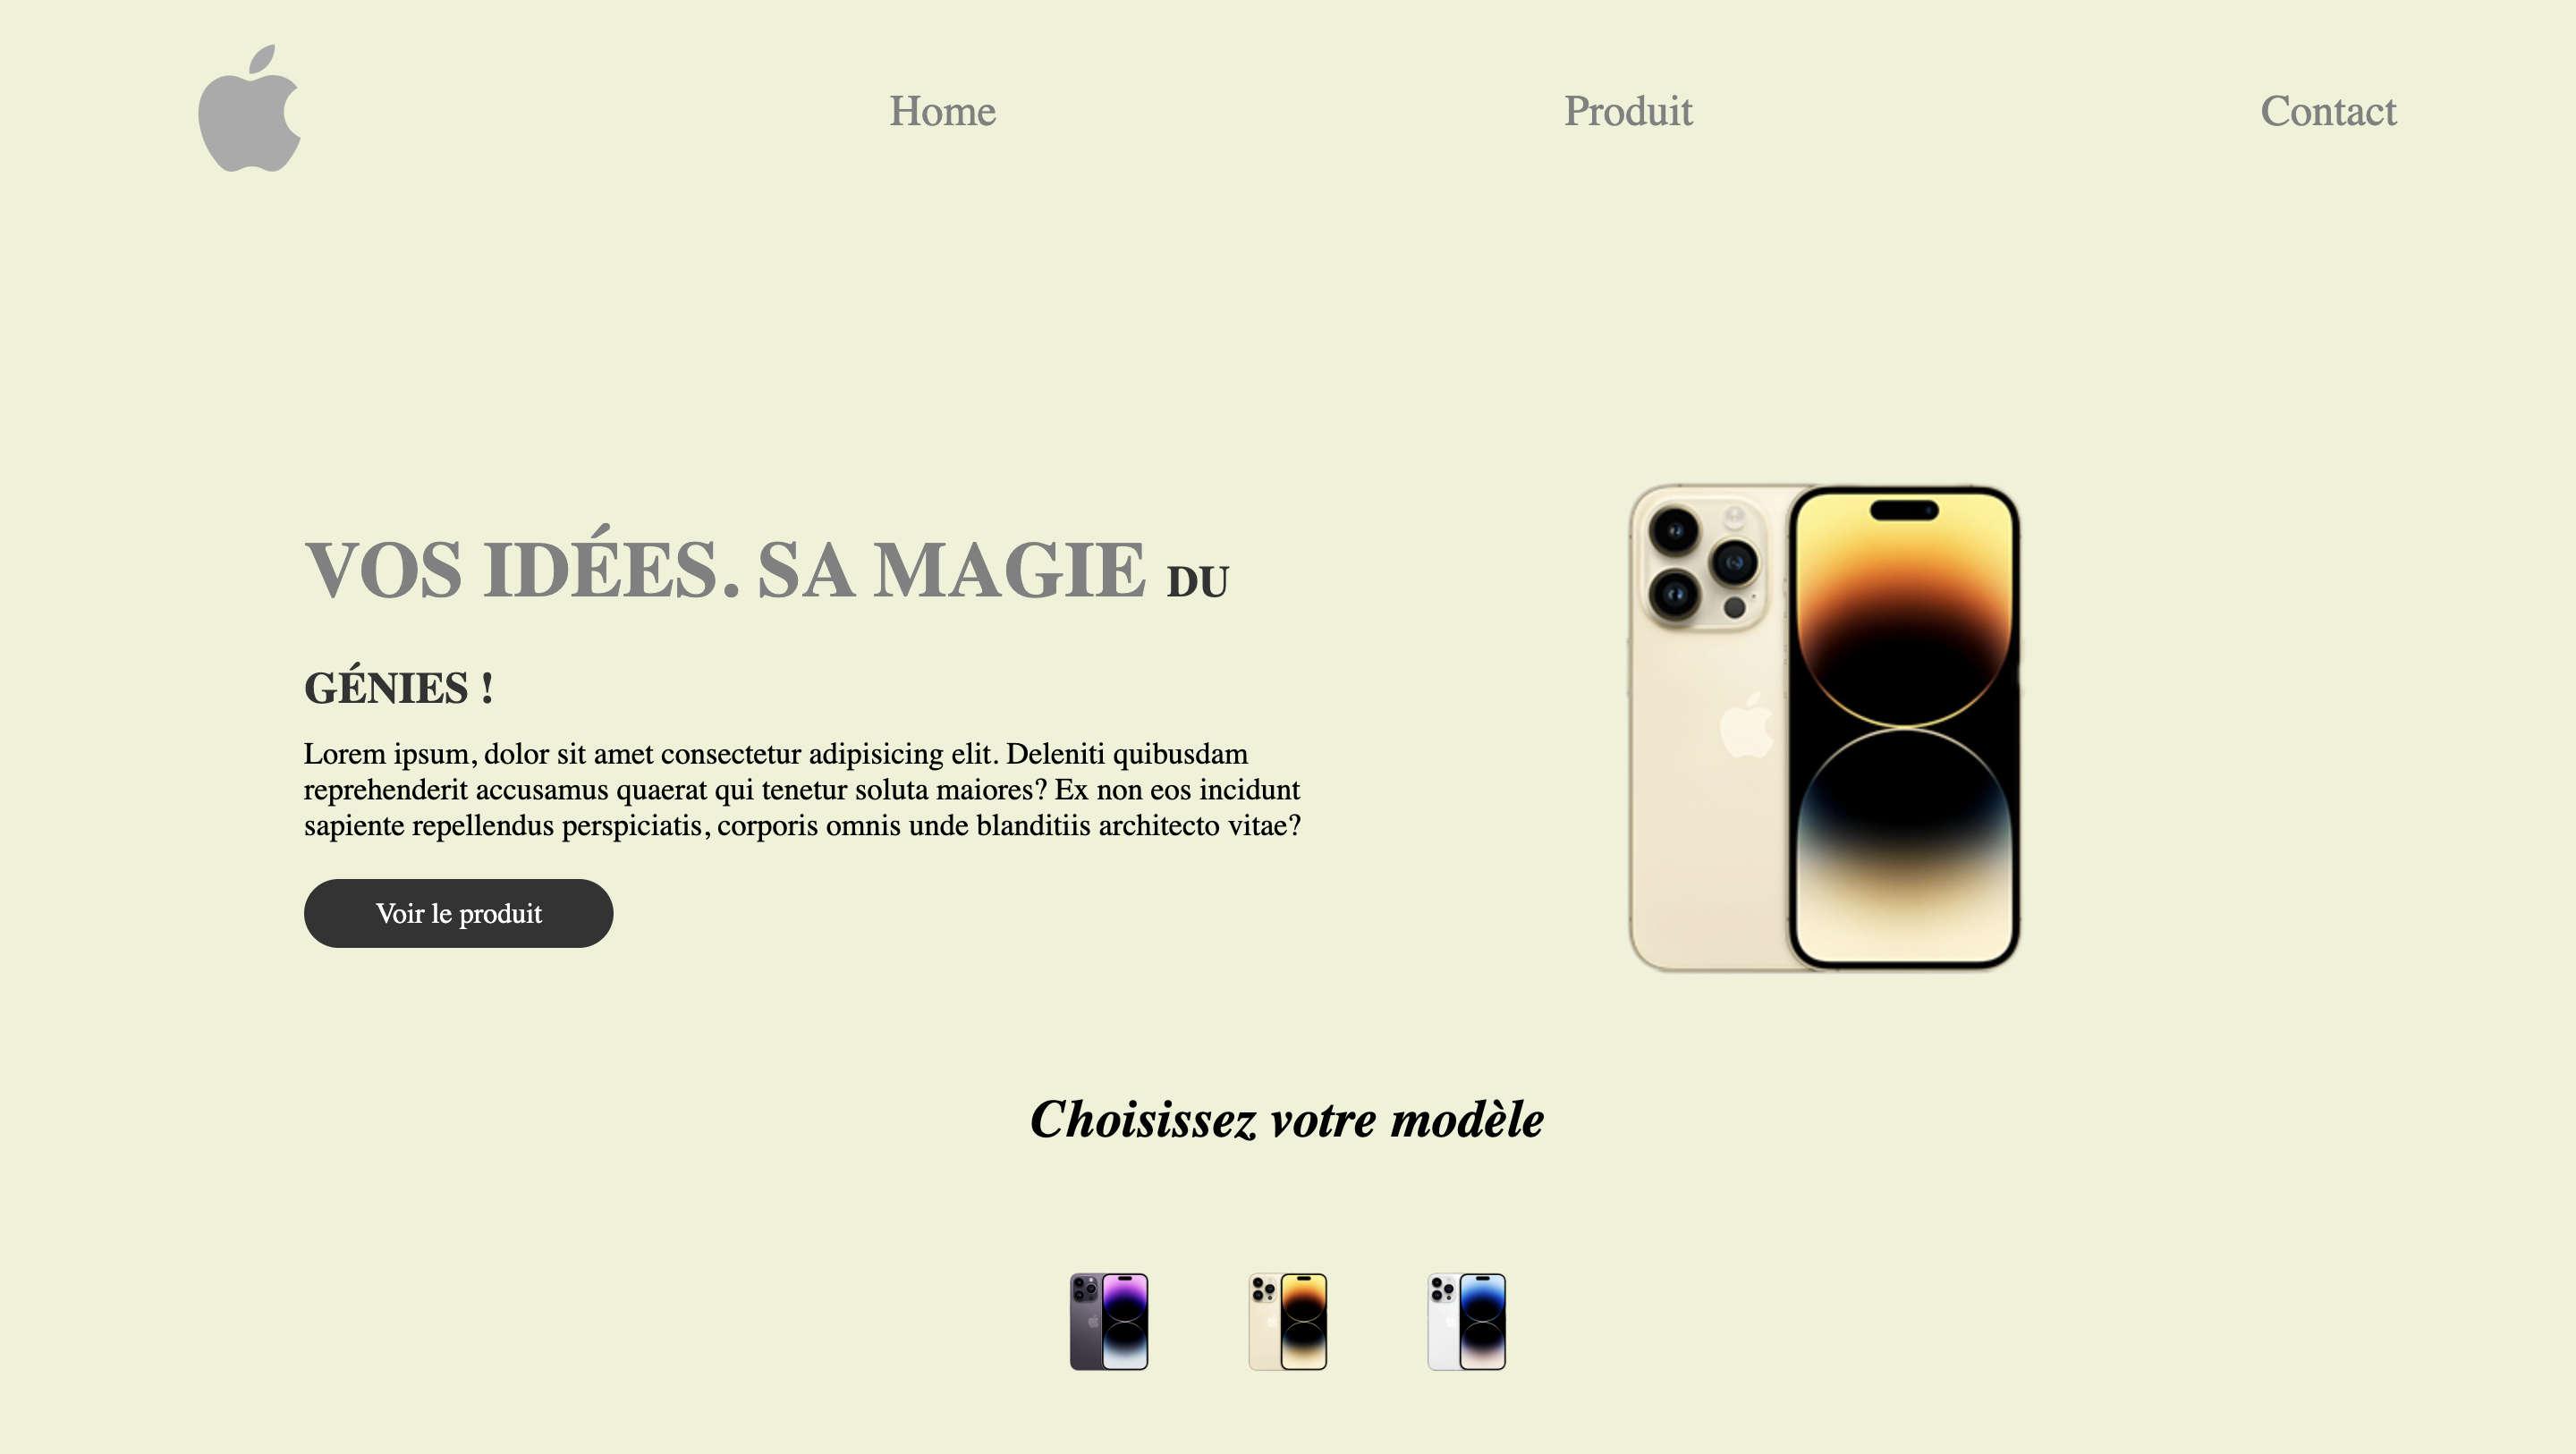 Home
Produit
Contact
VOS IDÉES. SA MAGIE DU
GÉNIES !
Lorem ipsum, dolor sit amet consectetur adipisicing elit. Deleniti quibusdam
reprehenderit accusamus quaerat qui tenetur soluta maiores? Ex non eos incidunt
sapiente repellendus perspiciatis, corporis omnis unde blanditiis architecto vitae?
Voir le produit
Choisissez votre modèle